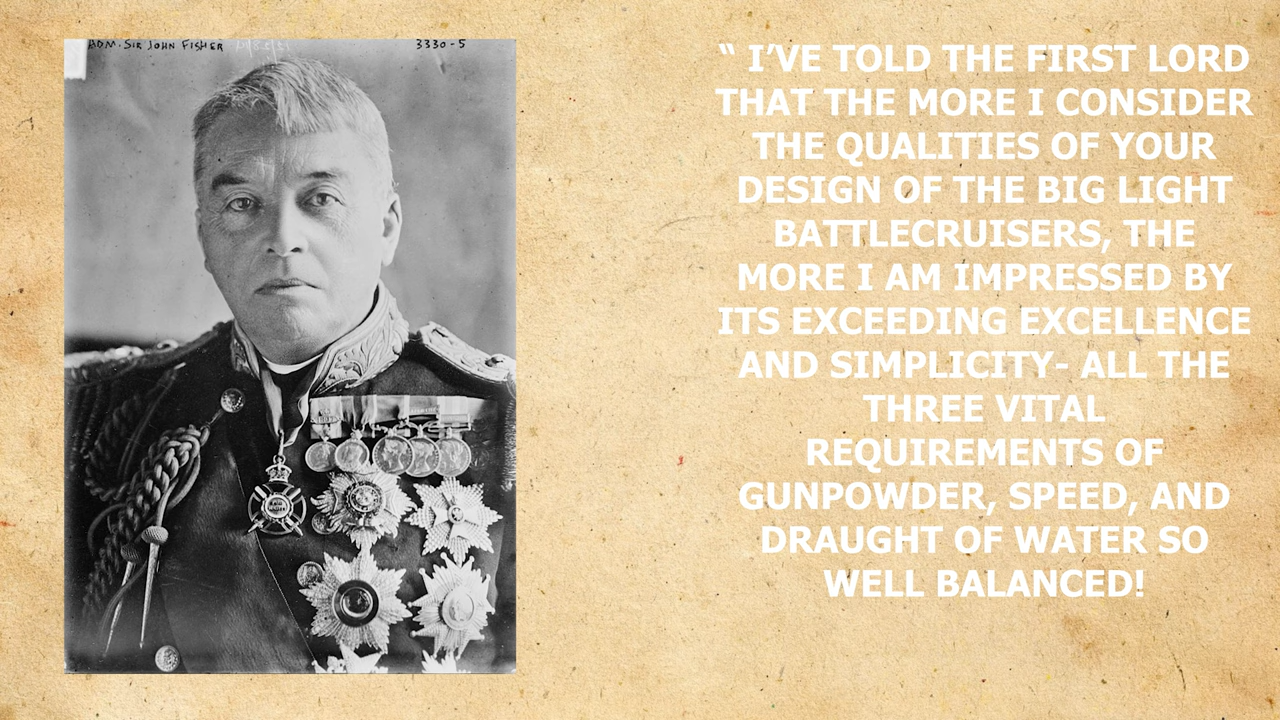 ADM. SIR JOHN FISHER
3330-5
“ I’VE TOLD THE FIRST LORD
THAT THE MORE I CONSIDER
THE QUALITIES OF YOUR
DESIGN OF THE BIG LIGHT
BATTLECRUISERS, THE
MORE I AM IMPRESSED BY
ITS EXCEEDING EXCELLENCE
AND SIMPLICITY- ALL THE
THREE VITAL
REQUIREMENTS OF
GUNPOWDER, SPEED, AND
DRAUGHT OF WATER SO
WELL BALANCED!